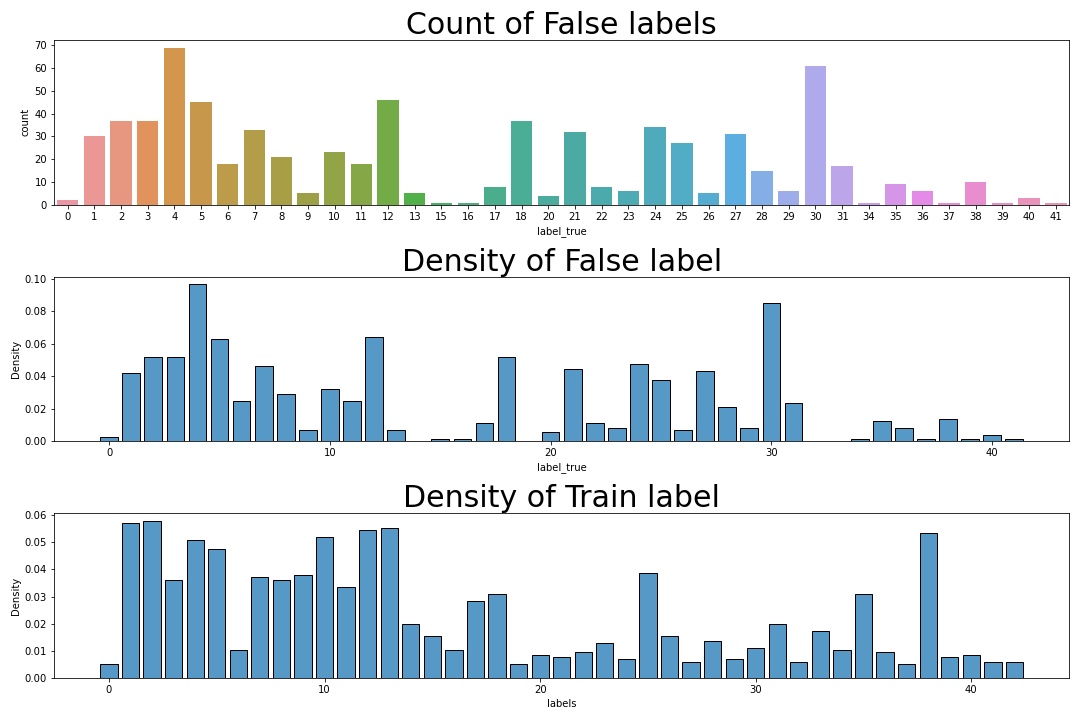 Count of False labels
70
60
50
40
30
20
10
0
count
0 1 2 3 4 5 6 7 8 9 10 11 12 13 15 16 17 18 20 21 22 23 24 25 26 27 28 29 30 31 34 35 36 37 38 39 40 41
label_true
Density of False label
0.10
0.08
0.06
0.04
0.02
0.00
Density
0 10 20 30 40
label_true
Density of Train label
0.06
0.05
0.04
0.03
0.02
0.01
0.00
Density
0 10 20 30 40
labels